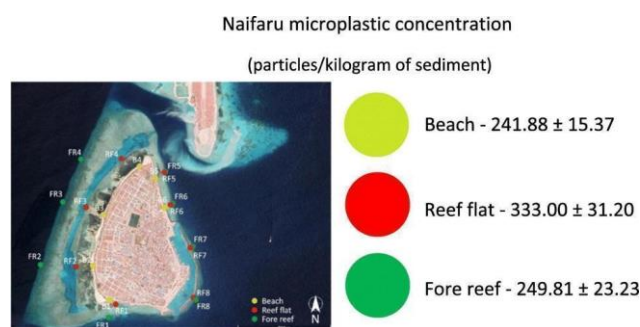 Naifaru microplastic concentration
(particles/kilogram of sediment)
Beach - 241.88 ± 15.37
Reef flat - 333.00 ± 31.20
Fore reef - 249.81 ± 23.23
FR4
RF4
FR5
RF5
FR3
RF3
FR6
RF6
FR7
RF7
FR2
RF2
RF8
FR8
FR1
Beach
Reef flat
Fore reef
N